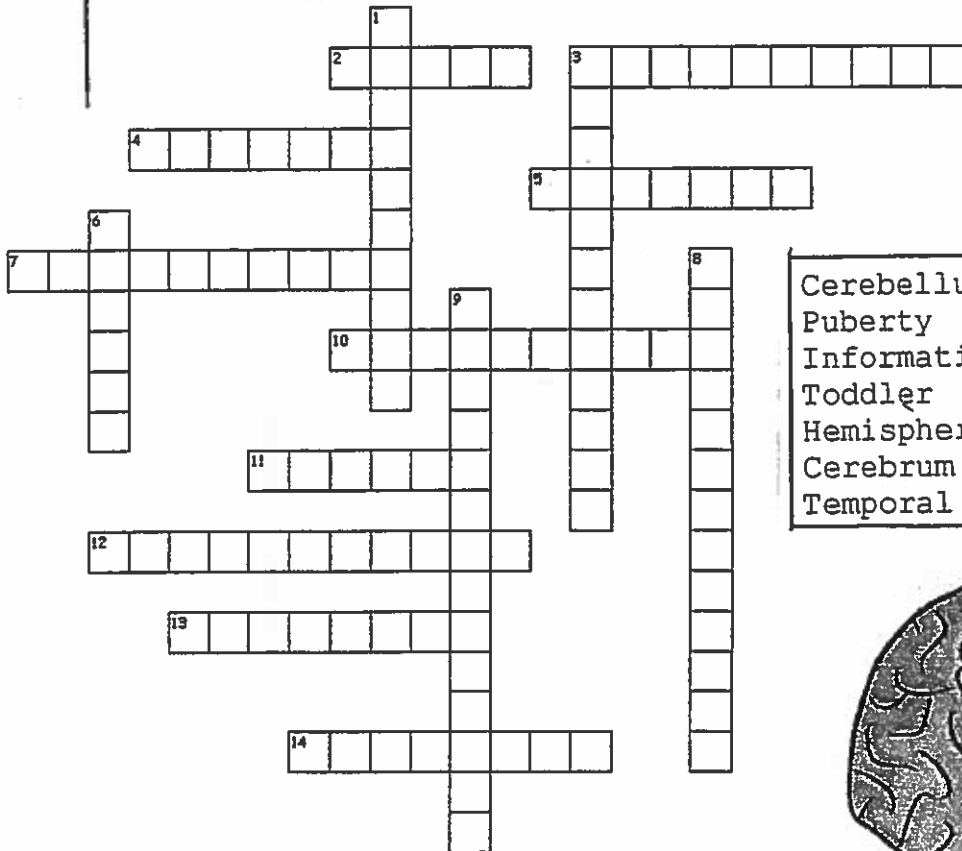 1
2
3
4
5
6
7
8
9
10
11
12
13
14
Cerebellu
Puberty
Informati
Toddler
Hemispher
Cerebrum
Temporal